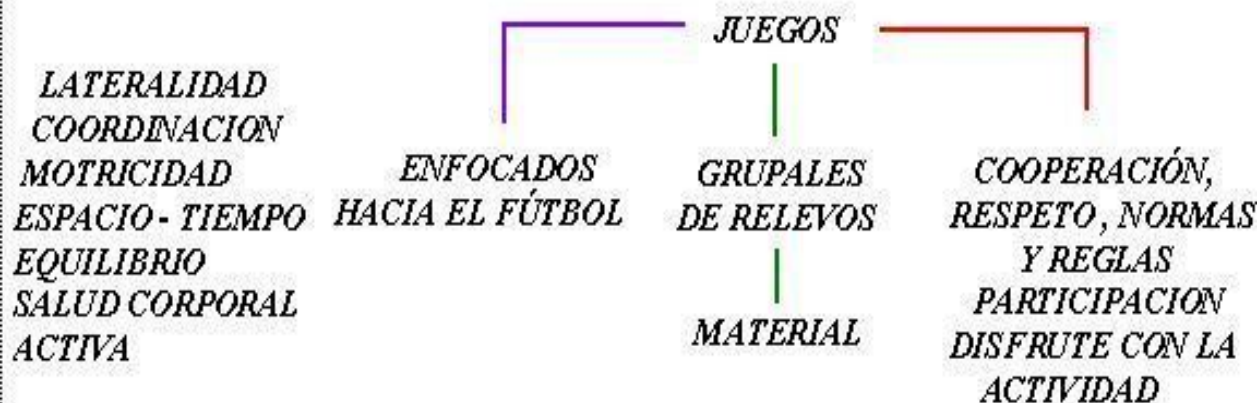 JUEGOS
LATERALIDAD
COORDINACION
MOTRICIDAD
ESPACIO - TIEMPO
EQUILIBRIO
SALUD CORPORAL
ACTIVA
ENFOCADOS
HACIA EL FÚTBOL
GRUPALES
DE RELEVOS
MATERIAL
COOPERACIÓN,
RESPETO, NORMAS
Y REGLAS
PARTICIPACION
DISFRUTE CON LA
ACTIVIDAD